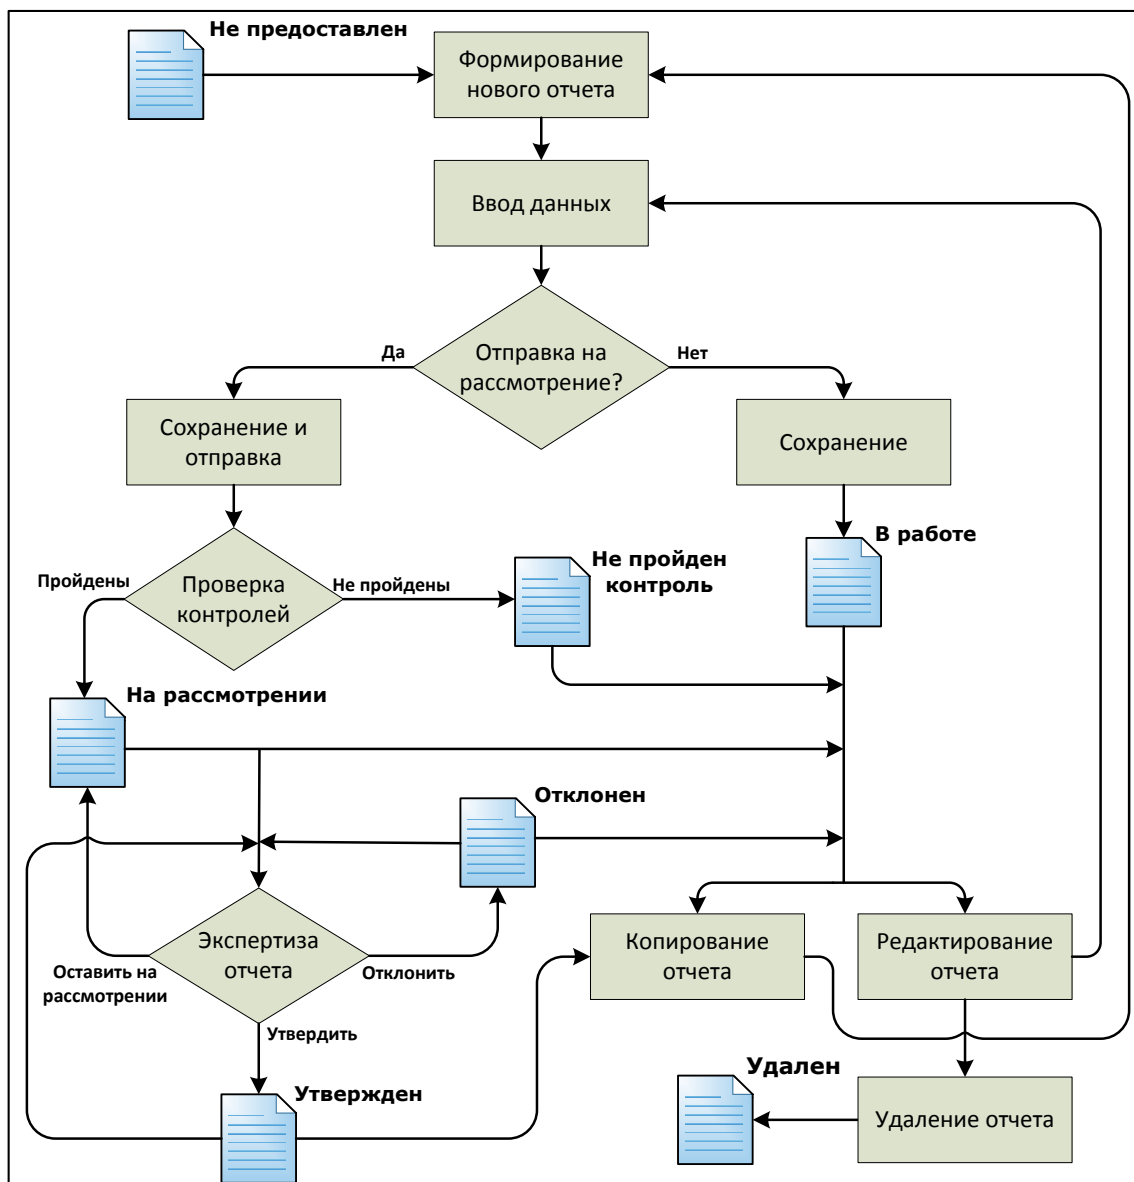 Не предоставлен
Формирование
нового отчета
Ввод данных
Отправка на
рассмотрение?
Да
Нет
Сохранение и
отправка
Сохранение
В работе
Не пройден
контроль
Пройдены
Проверка
контролей
Не пройдены
На рассмотрении
Отклонен
Экспертиза
отчета
Оставить на
рассмотрении
Отклонить
Копирование
отчета
Редактирование
отчета
Утвердить
Утвержден
Удален
Удаление отчета